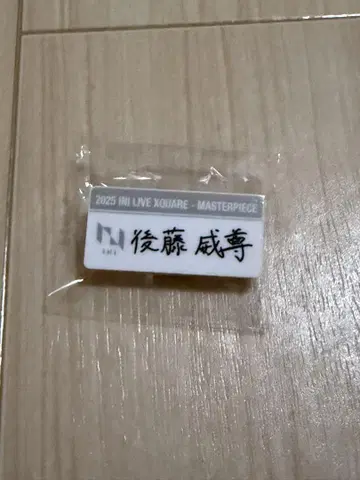 2025 INI LIVE XQUARE - MASTERPIECE
INI
後藤 威尊